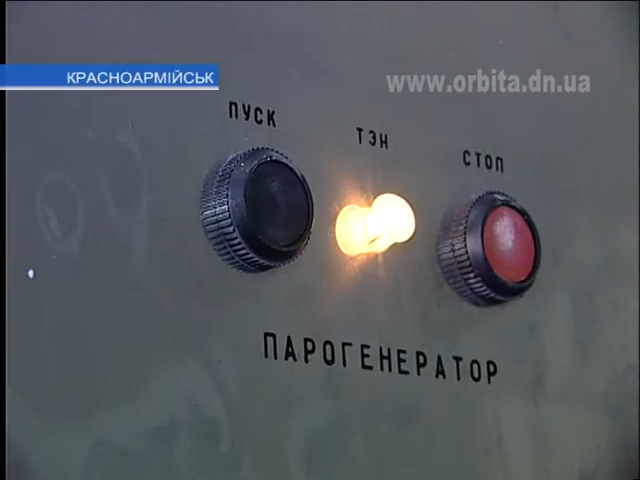 КРАСНОАРМІЙСЬК
www.orbita.dn.ua
ПУСК
ТЭН
СТОП
ПАРОГЕНЕРАТОР